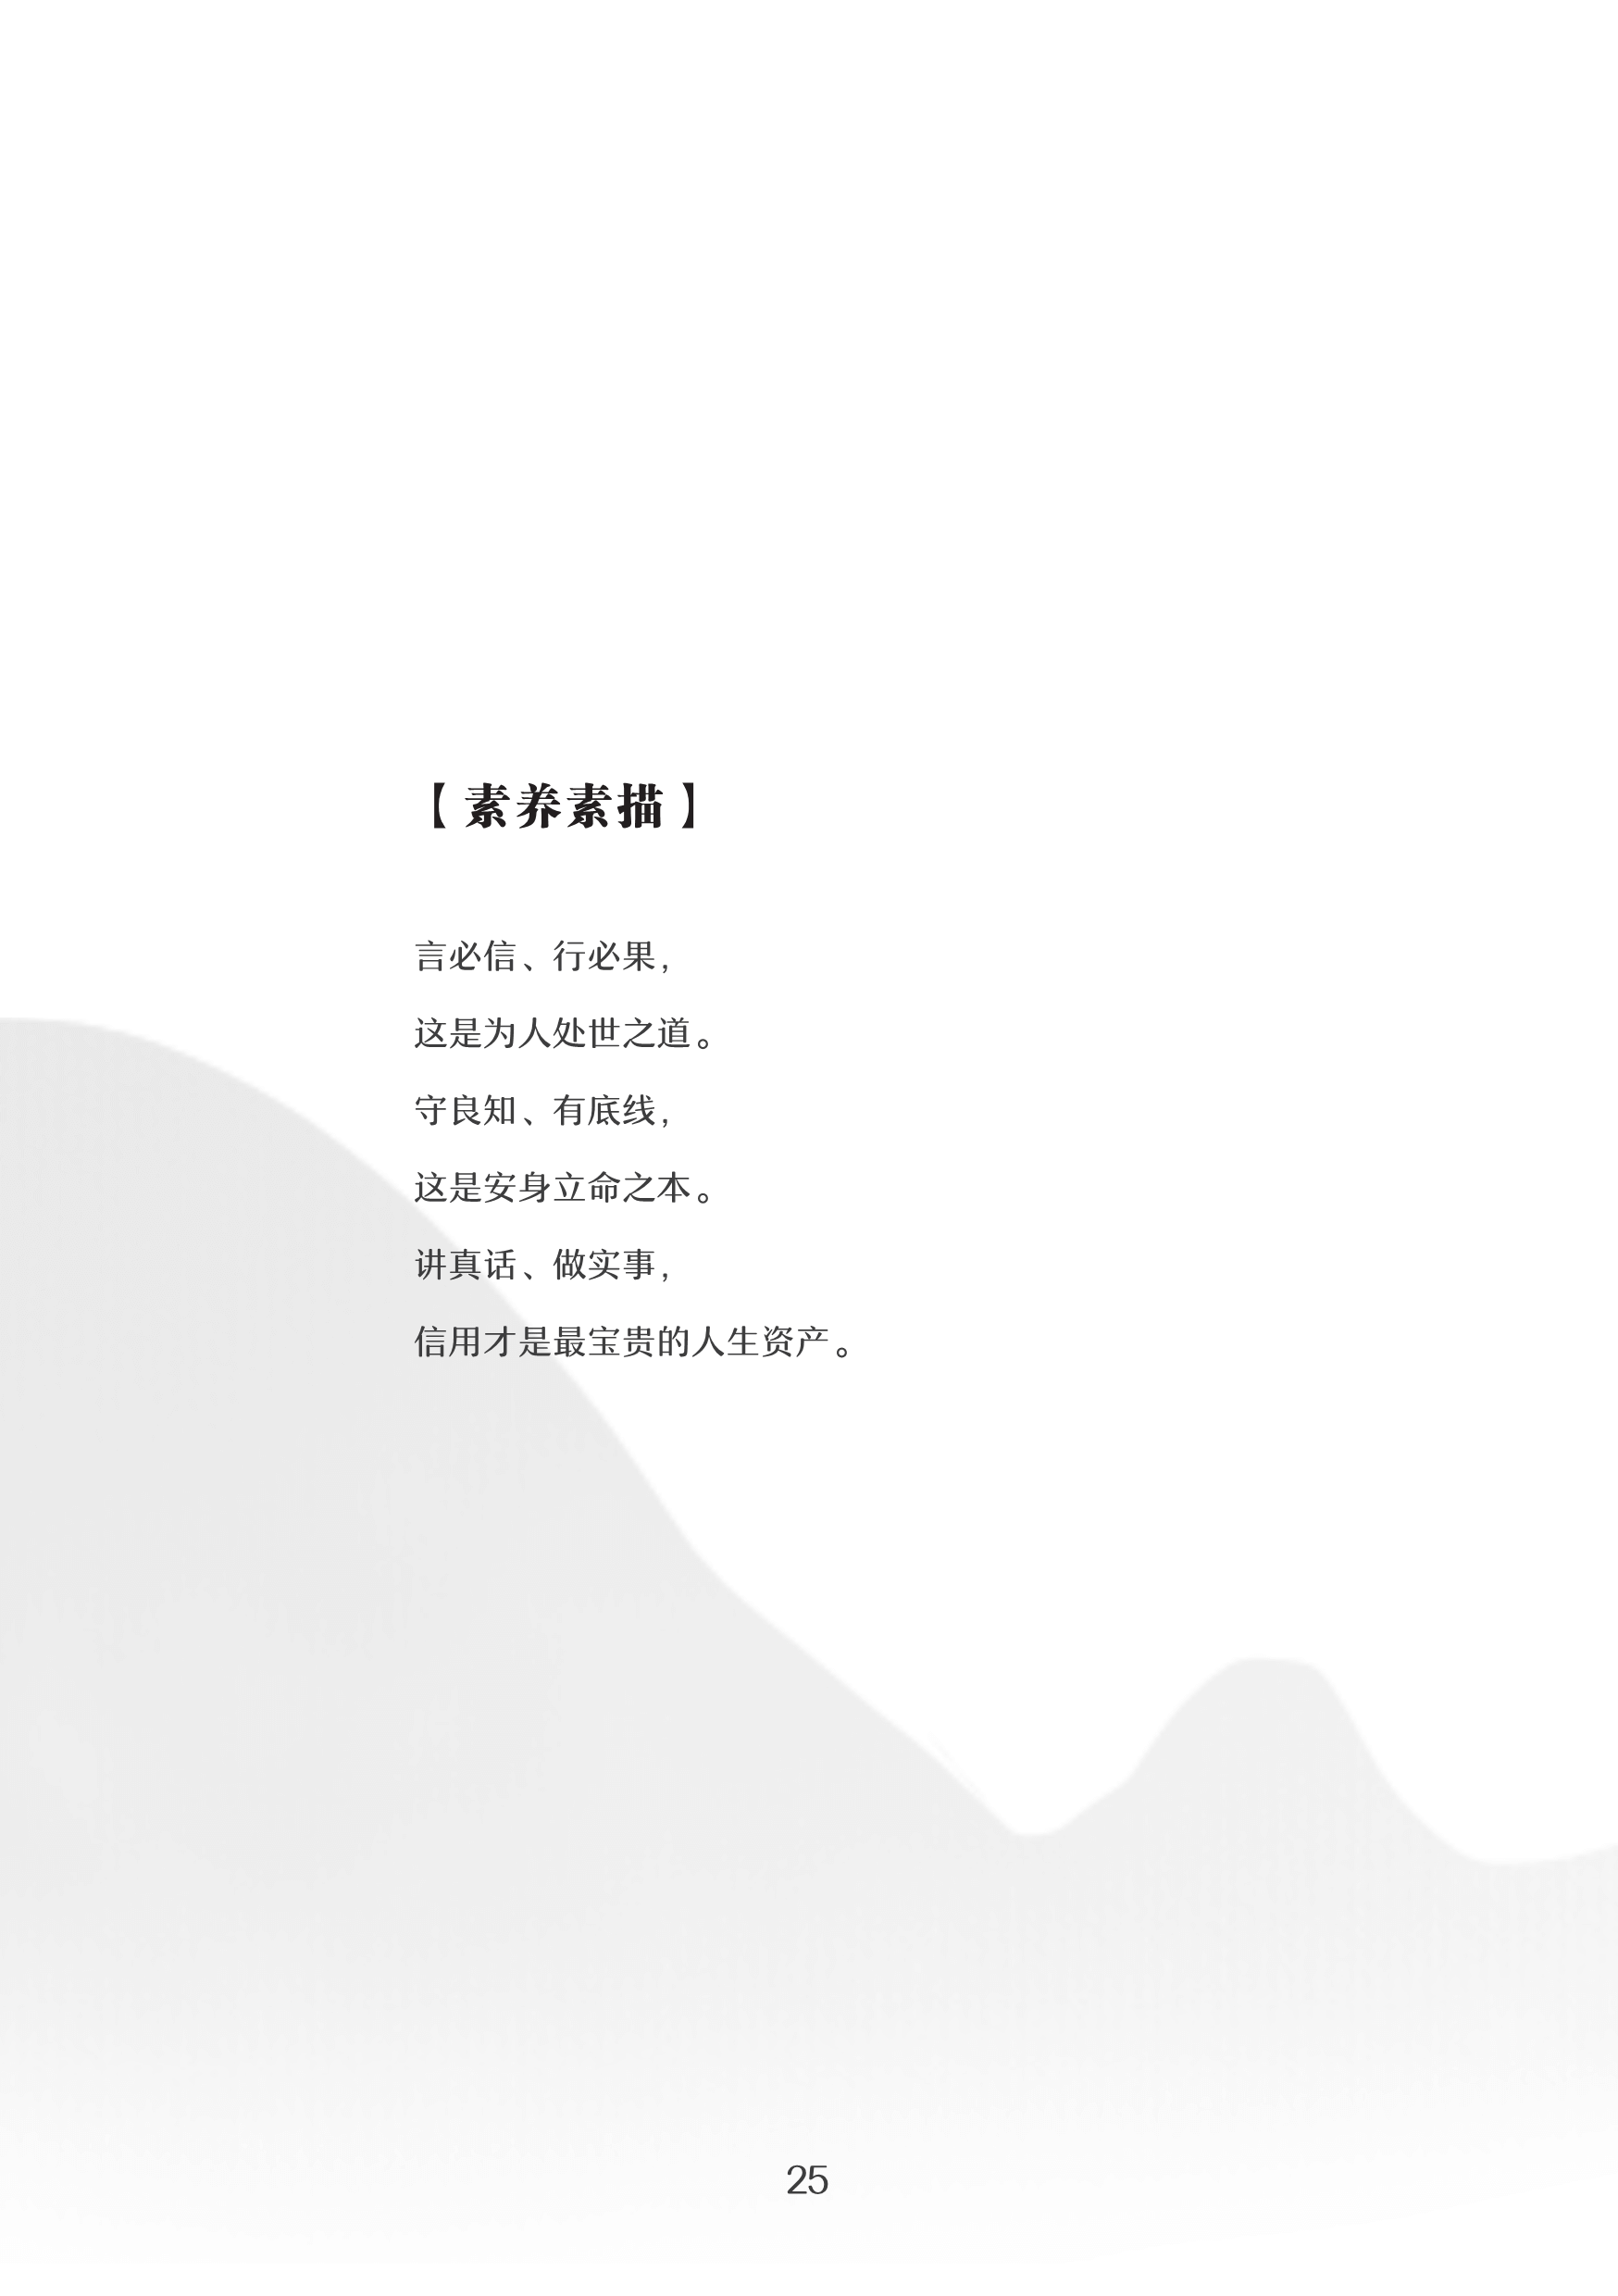 【素养素描】
言必信、行必果，
这是为人处世之道。
守良知、有底线，
这是安身立命之本。
讲真话、做实事，
信用才是最宝贵的人生资产。
25